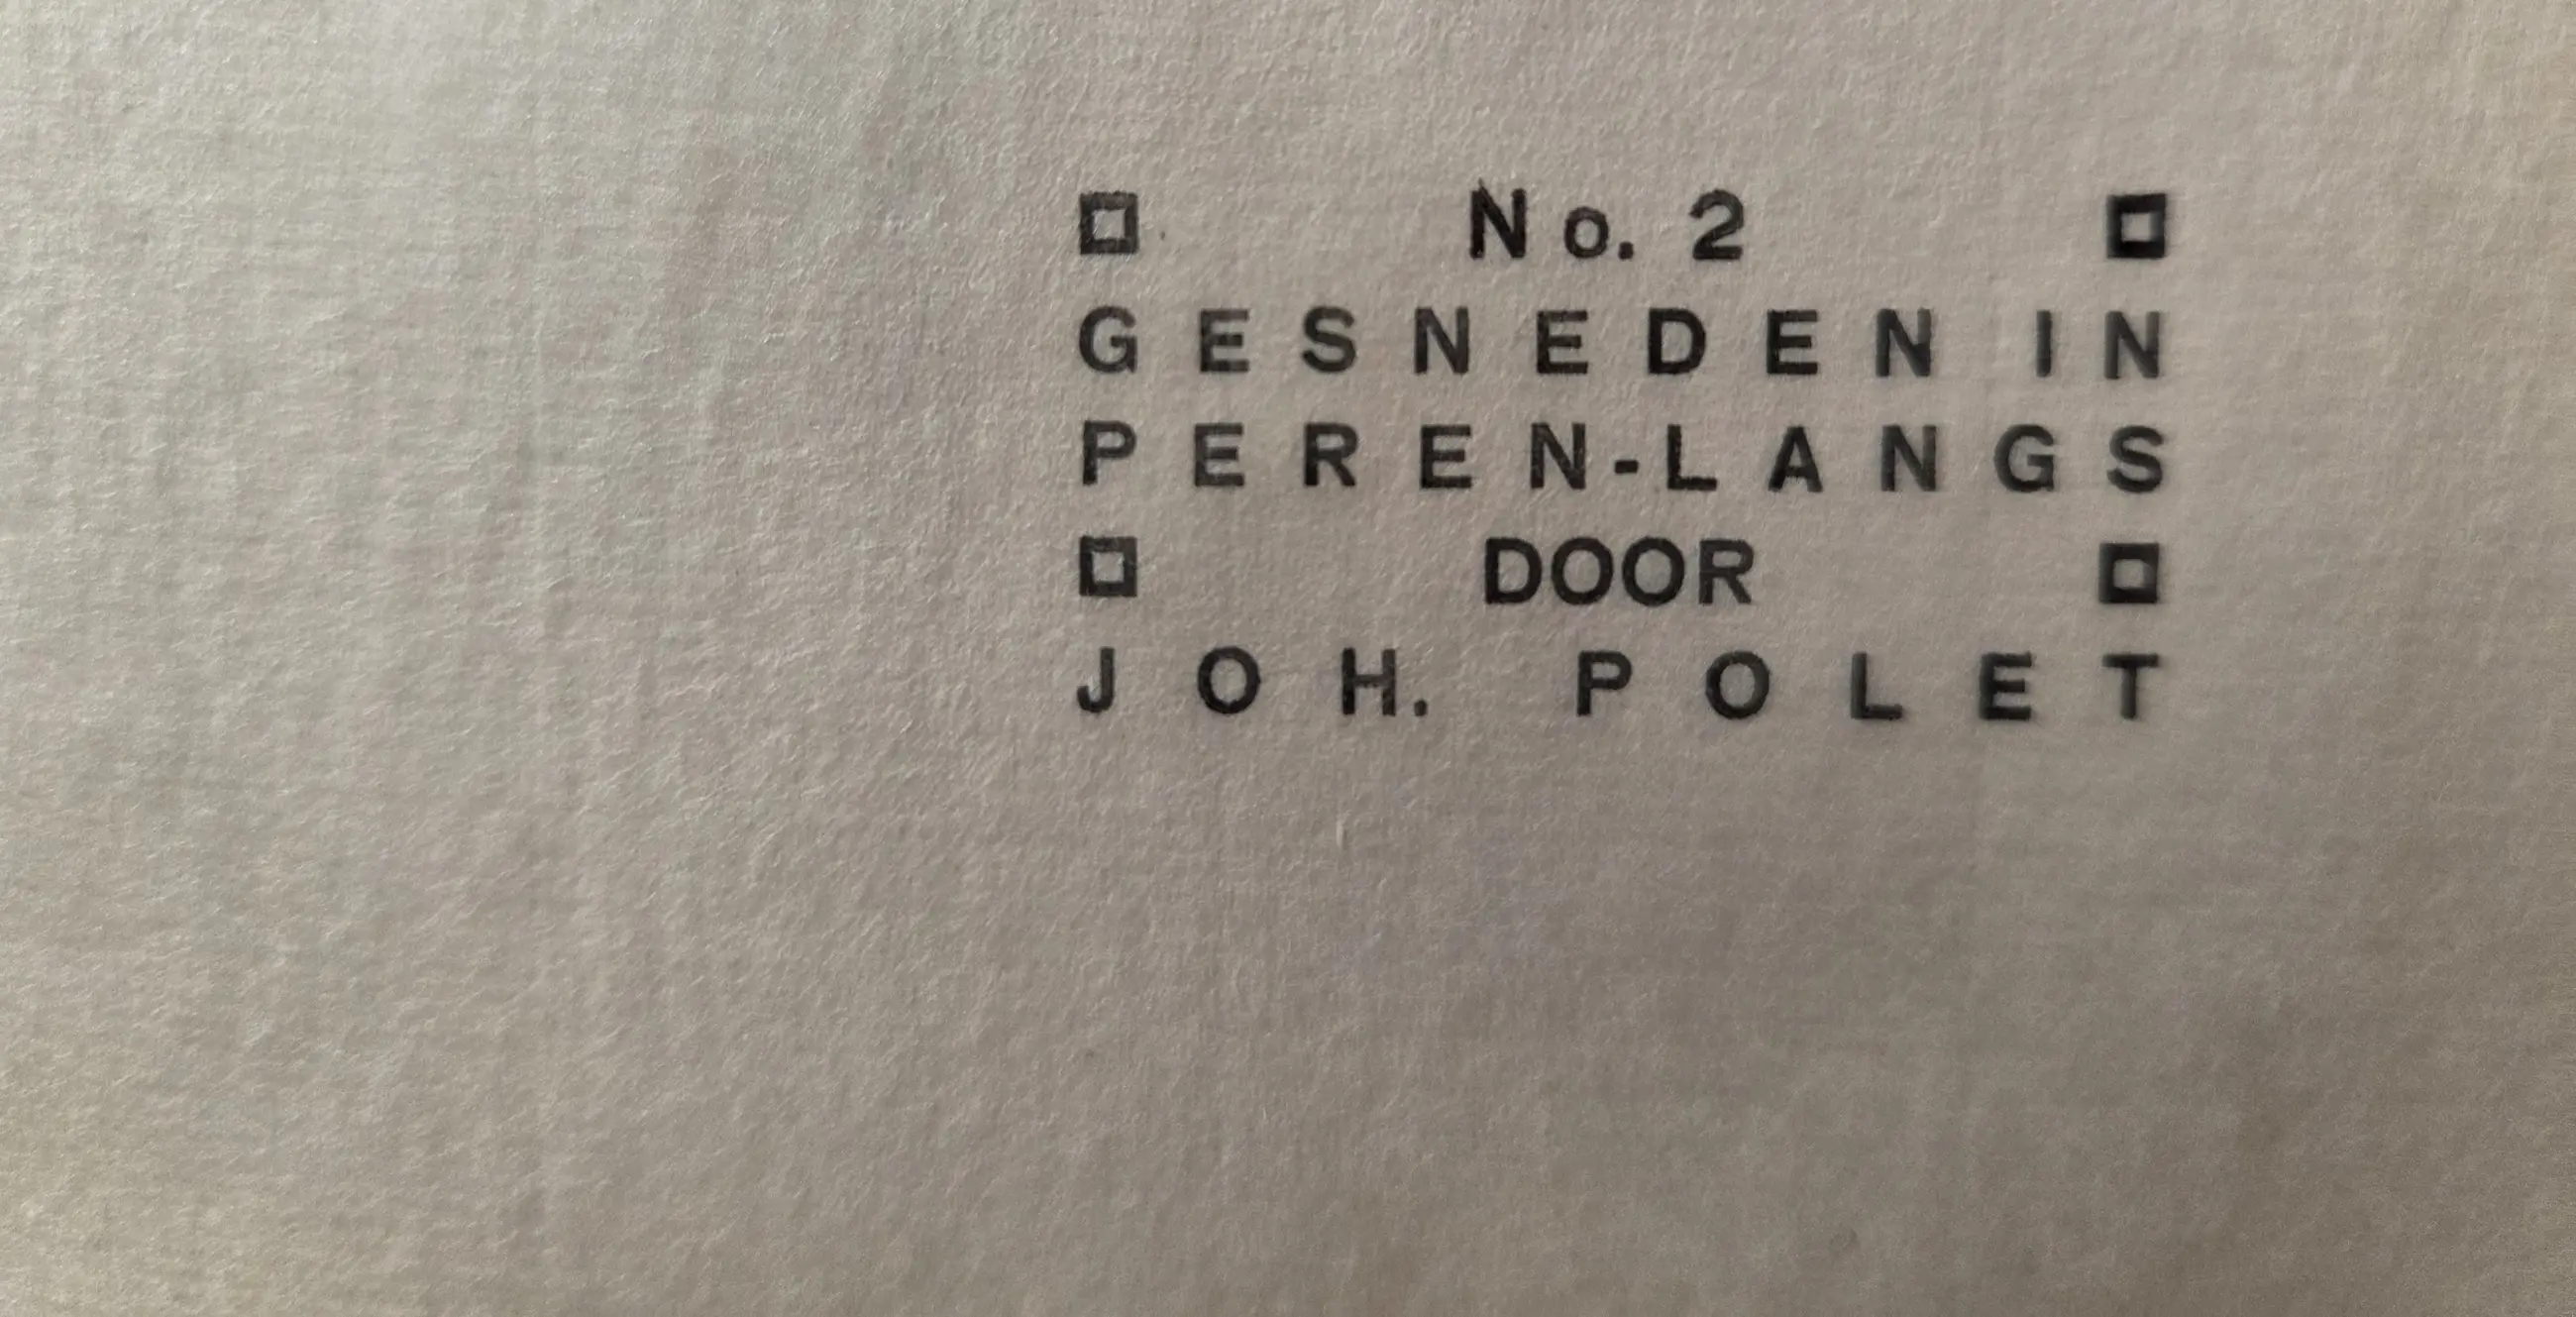 No. 2
GESNEDEN IN
PEREN-LANGS
DOOR
JOH. POLET